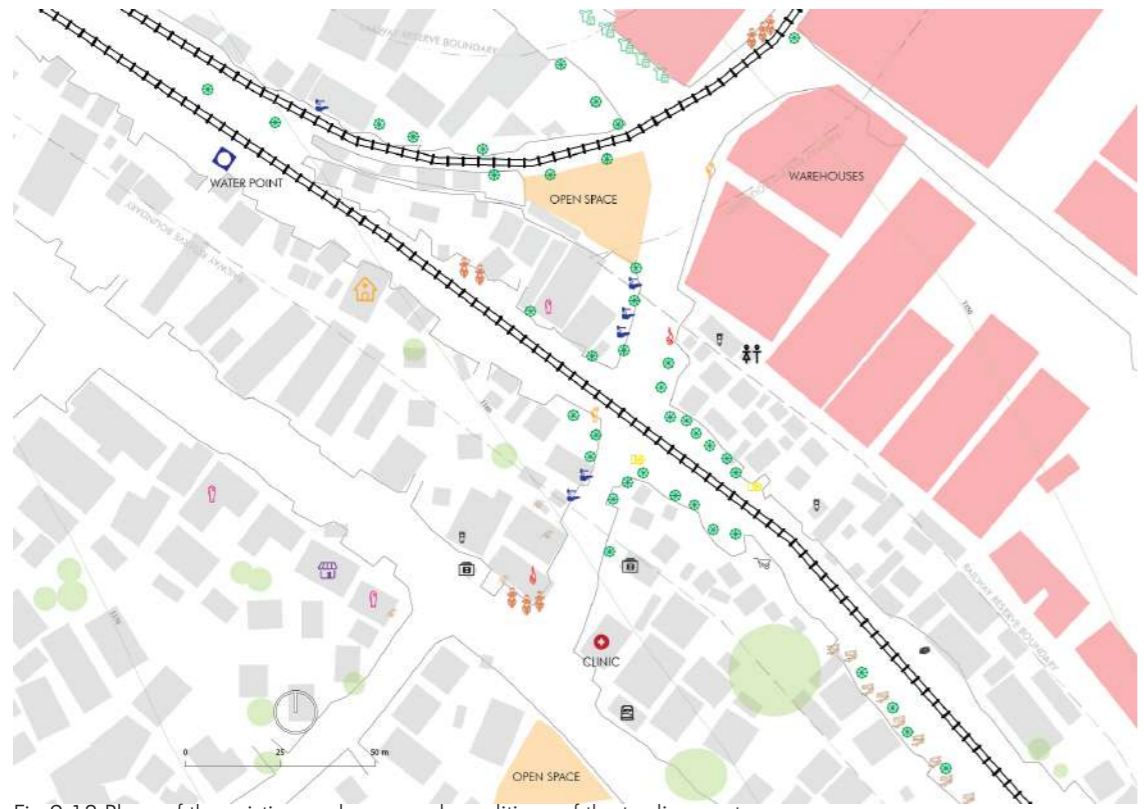 RAILWAY RESERVE BOUNDARY
WATER POINT
OPEN SPACE
WAREHOUSES
RAILWAY RESERVE BOUNDARY
RAILWAY RESERVE BOUNDARY
CLINIC
0 25 50 m
OPEN SPACE